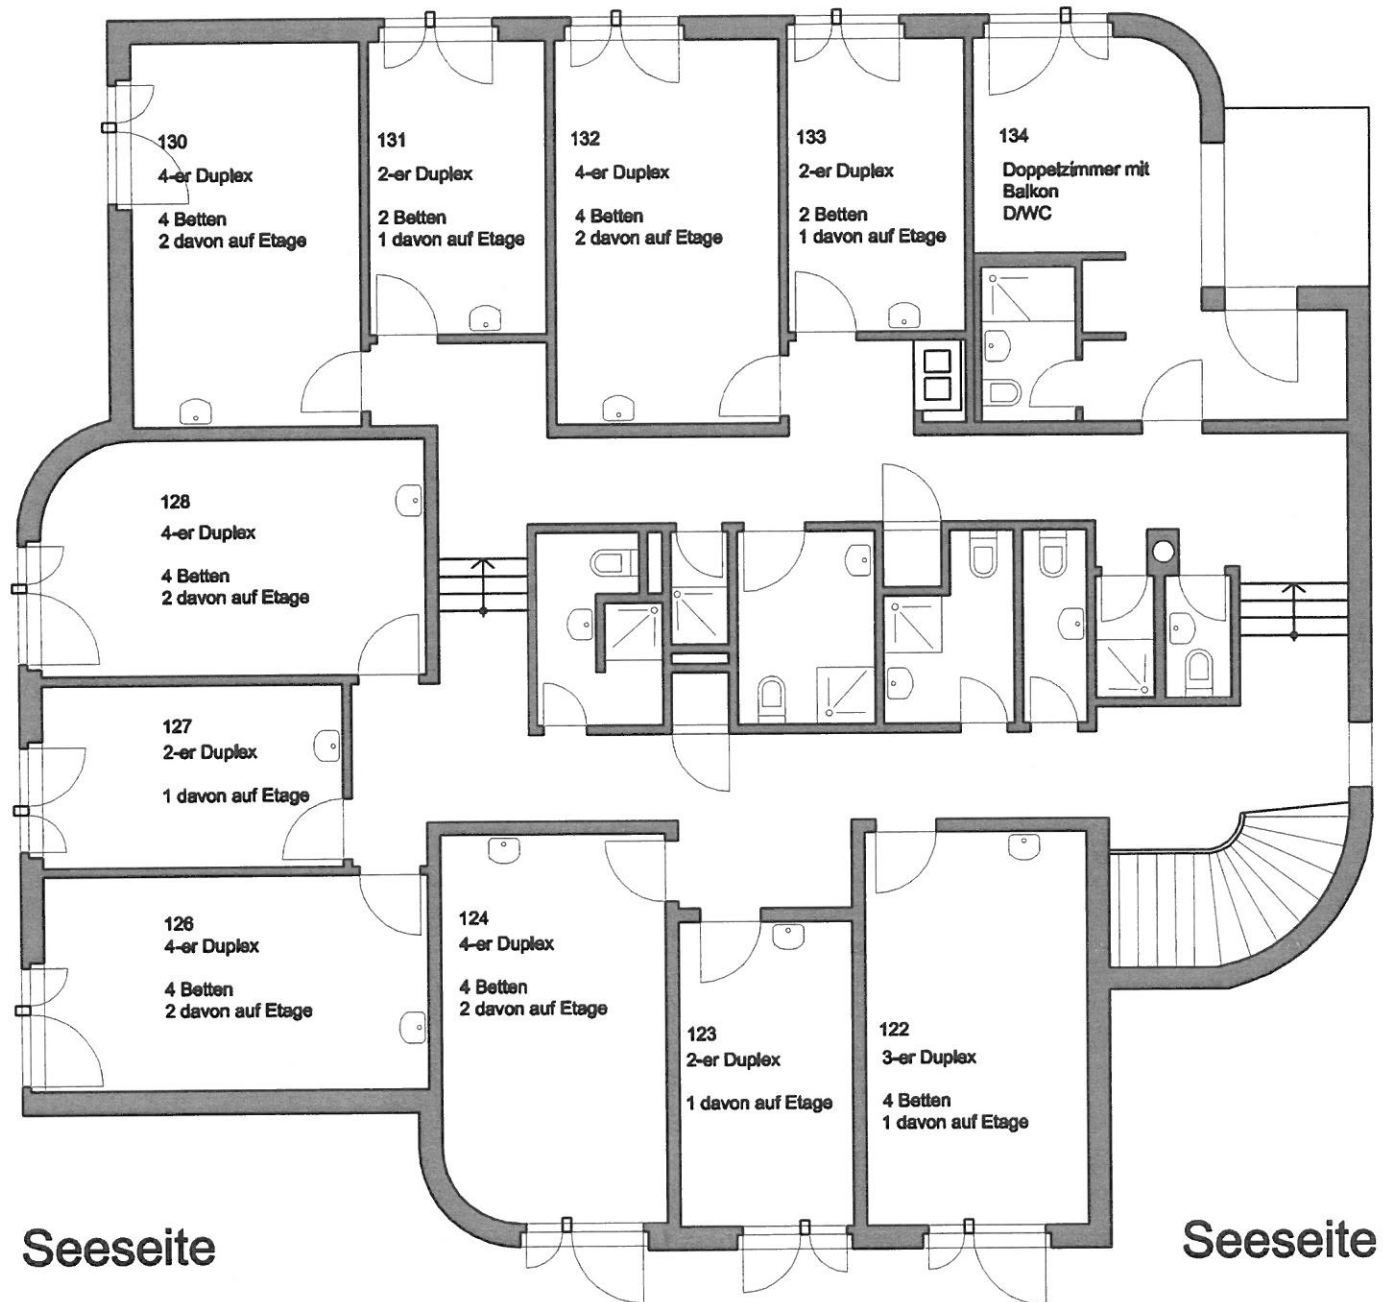 130
4-er Duplex
4 Betten
2 davon auf Etage
131
2-er Duplex
2 Betten
1 davon auf Etage
132
4-er Duplex
4 Betten
2 davon auf Etage
133
2-er Duplex
2 Betten
1 davon auf Etage
134
Doppelzimmer mit
Balkon
D/WC
128
4-er Duplex
4 Betten
2 davon auf Etage
127
2-er Duplex
1 davon auf Etage
126
4-er Duplex
4 Betten
2 davon auf Etage
124
4-er Duplex
4 Betten
2 davon auf Etage
123
2-er Duplex
1 davon auf Etage
122
3-er Duplex
4 Betten
1 davon auf Etage
Seeseite
Seeseite